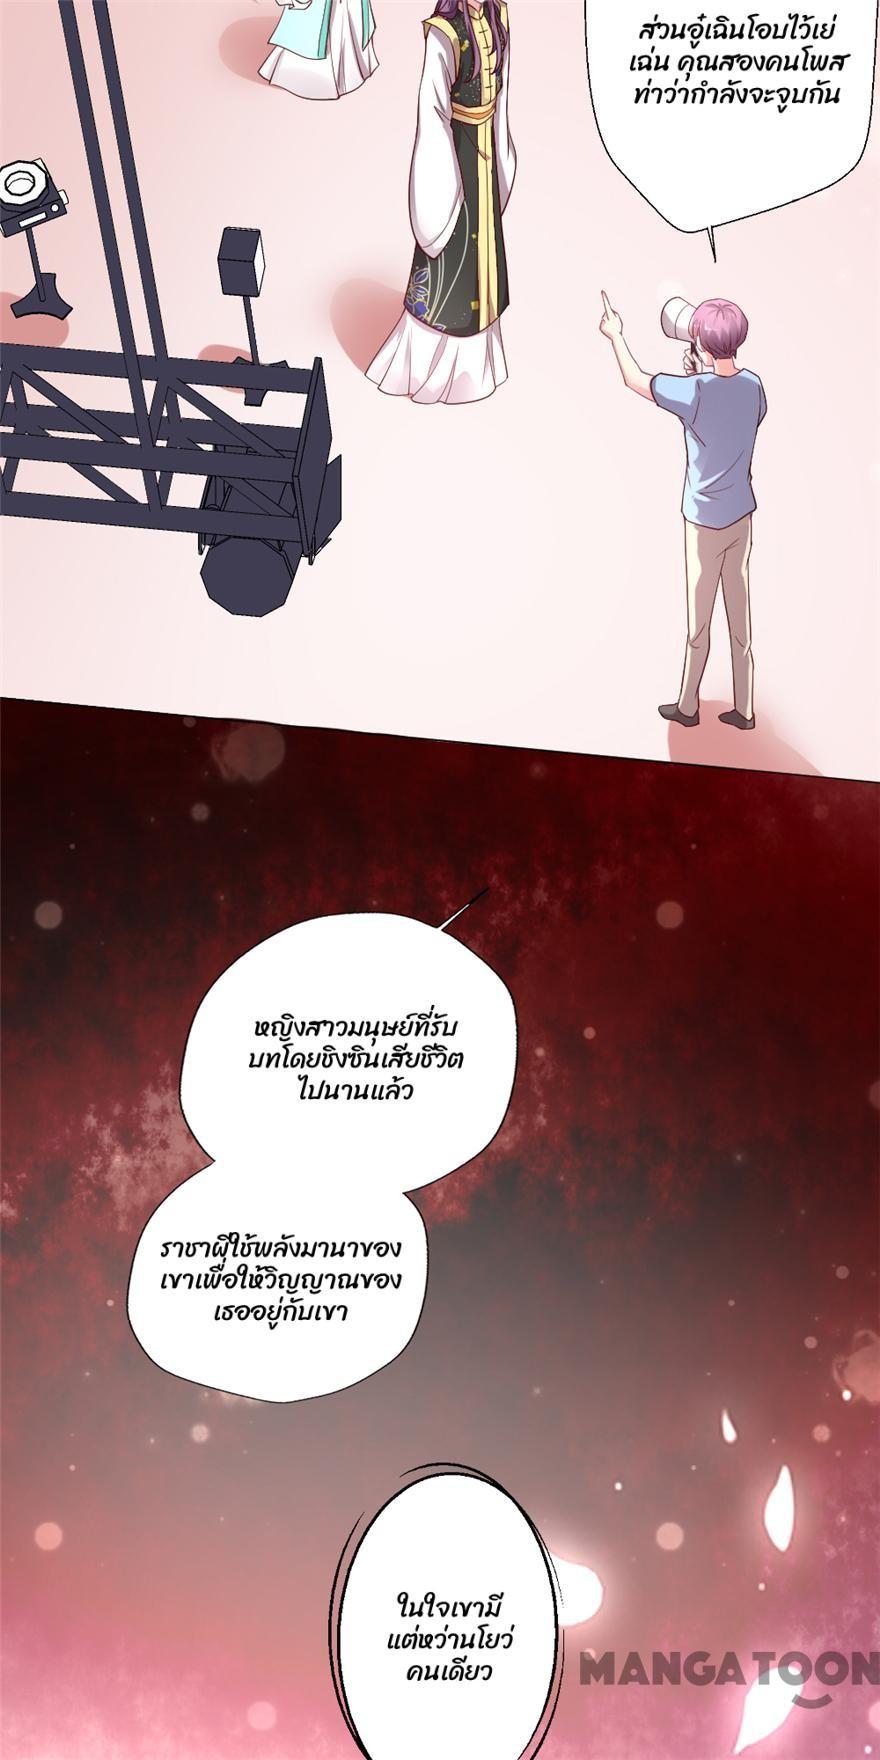 ส่วนอู๋เฉินโอบไว้เย่
เฉ่น คุณสองคนโพส
ท่าว่ากำลังจะจูบกัน
หญิงสาวมนุษย์ที่รับ
บทโดยชิงซินเสียชีวิต
ไปนานแล้ว
ราชาผีใช้พลังมานาของ
เขาเพื่อให้วิญญาณของ
เธออยู่กับเขา
ในใจเขามี
แต่หว่านโยว่
คนเดียว
MANGATOON